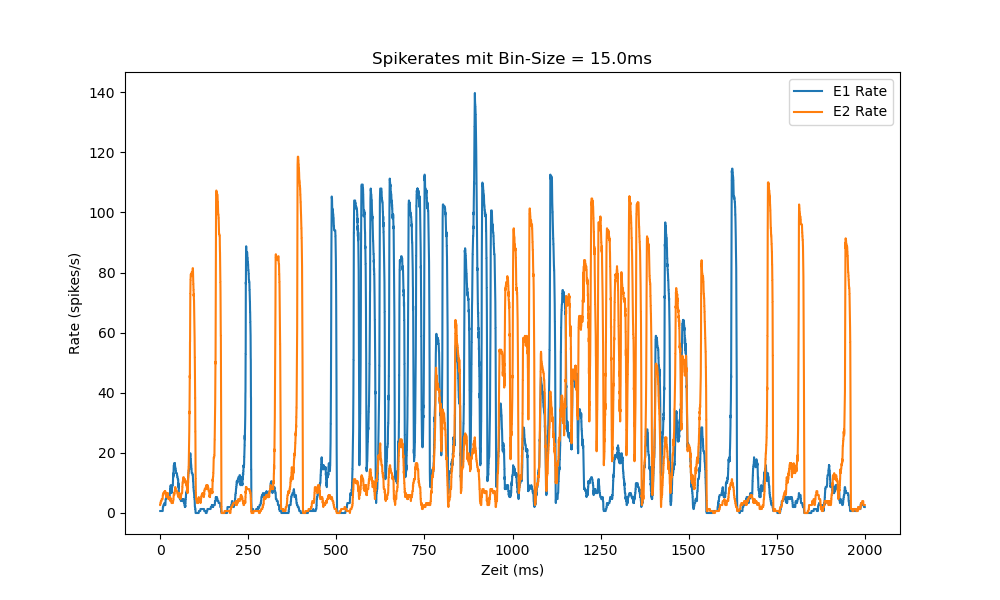 Spikerates mit Bin-Size = 15.0ms
E1 Rate
E2 Rate
140
120
100
80
60
40
20
0
Rate (spikes/s)
0 250 500 750 1000 1250 1500 1750 2000
Zeit (ms)